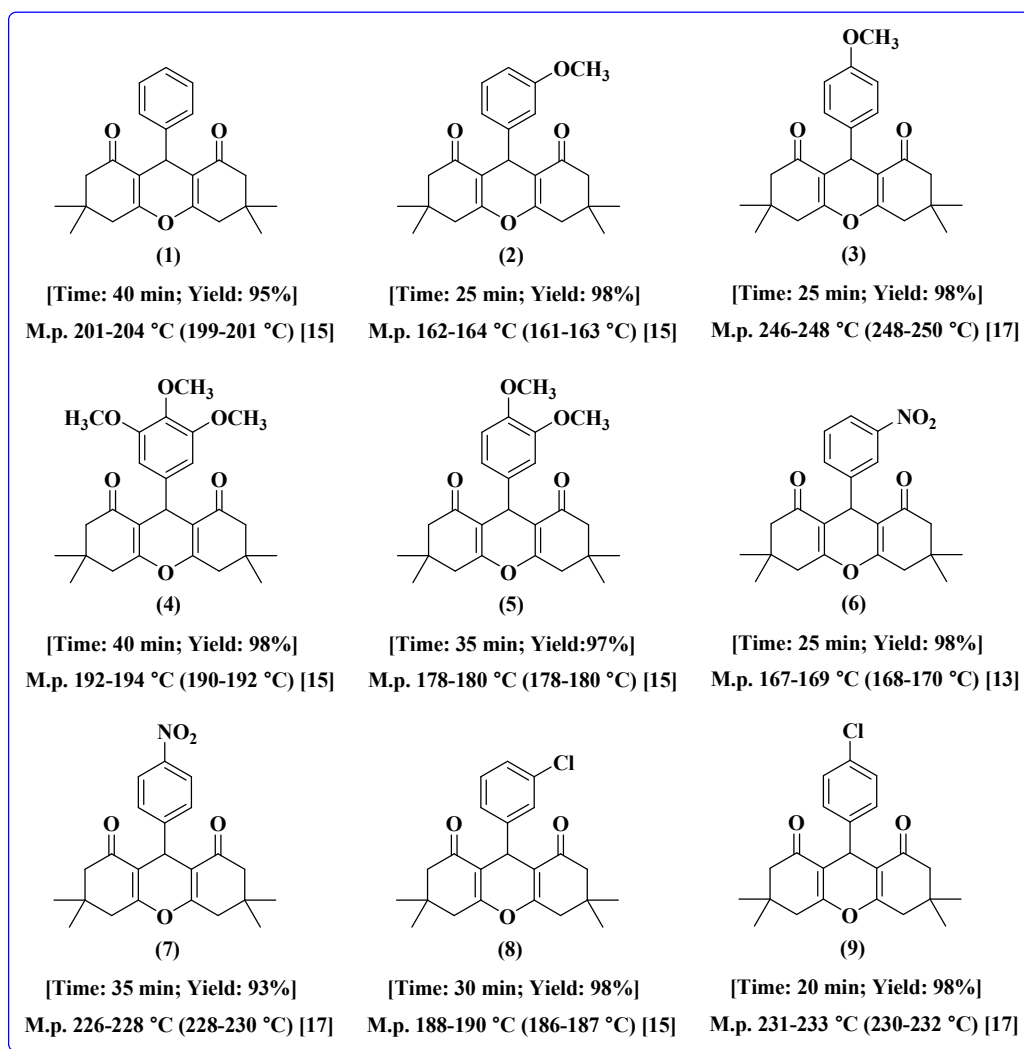 OCH3
OCH3
O O
O
(1)
O O
O
(2)
O O
O
(3)
[Time: 40 min; Yield: 95%]
[Time: 25 min; Yield: 98%]
[Time: 25 min; Yield: 98%]
M.p. 201-204 °C (199-201 °C) [15]
M.p. 162-164 °C (161-163 °C) [15]
M.p. 246-248 °C (248-250 °C) [17]
OCH3
H3CO OCH3
O O
O
(4)
OCH3
OCH3
O O
O
(5)
NO2
O O
O
(6)
[Time: 40 min; Yield: 98%]
[Time: 35 min; Yield:97%]
[Time: 25 min; Yield: 98%]
M.p. 192-194 °C (190-192 °C) [15]
M.p. 178-180 °C (178-180 °C) [15]
M.p. 167-169 °C (168-170 °C) [13]
NO2
O O
O
(7)
Cl
O O
O
(8)
Cl
O O
O
(9)
[Time: 35 min; Yield: 93%]
[Time: 30 min; Yield: 98%]
[Time: 20 min; Yield: 98%]
M.p. 226-228 °C (228-230 °C) [17]
M.p. 188-190 °C (186-187 °C) [15]
M.p. 231-233 °C (230-232 °C) [17]